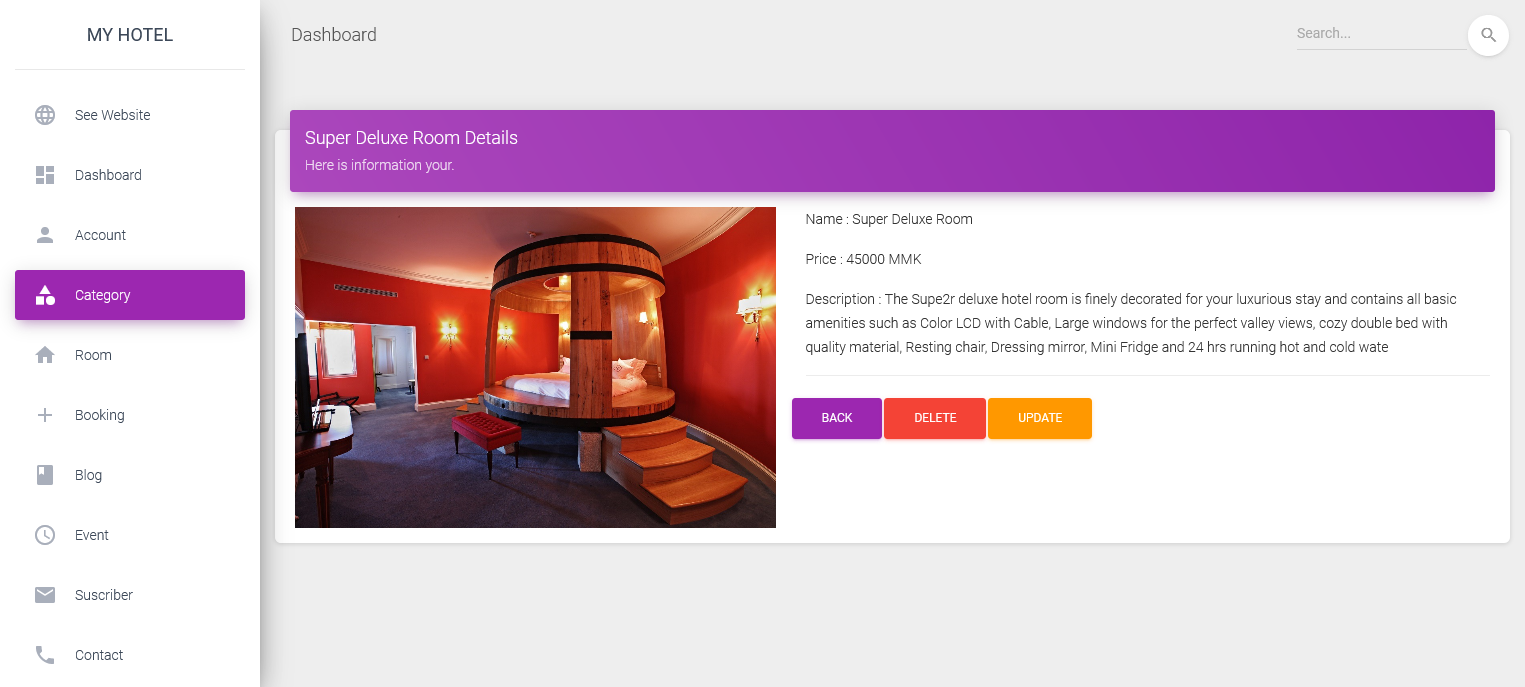 MY HOTEL
See Website
Dashboard
Account
Category
Room
Booking
Blog
Event
Suscriber
Contact
Dashboard
Search...
Super Deluxe Room Details
Here is information your.
Name : Super Deluxe Room
Price : 45000 MMK
Description : The Supe2r deluxe hotel room is finely decorated for your luxurious stay and contains all basic
amenities such as Color LCD with Cable, Large windows for the perfect valley views, cozy double bed with
quality material, Resting chair, Dressing mirror, Mini Fridge and 24 hrs running hot and cold wate
BACK
DELETE
UPDATE